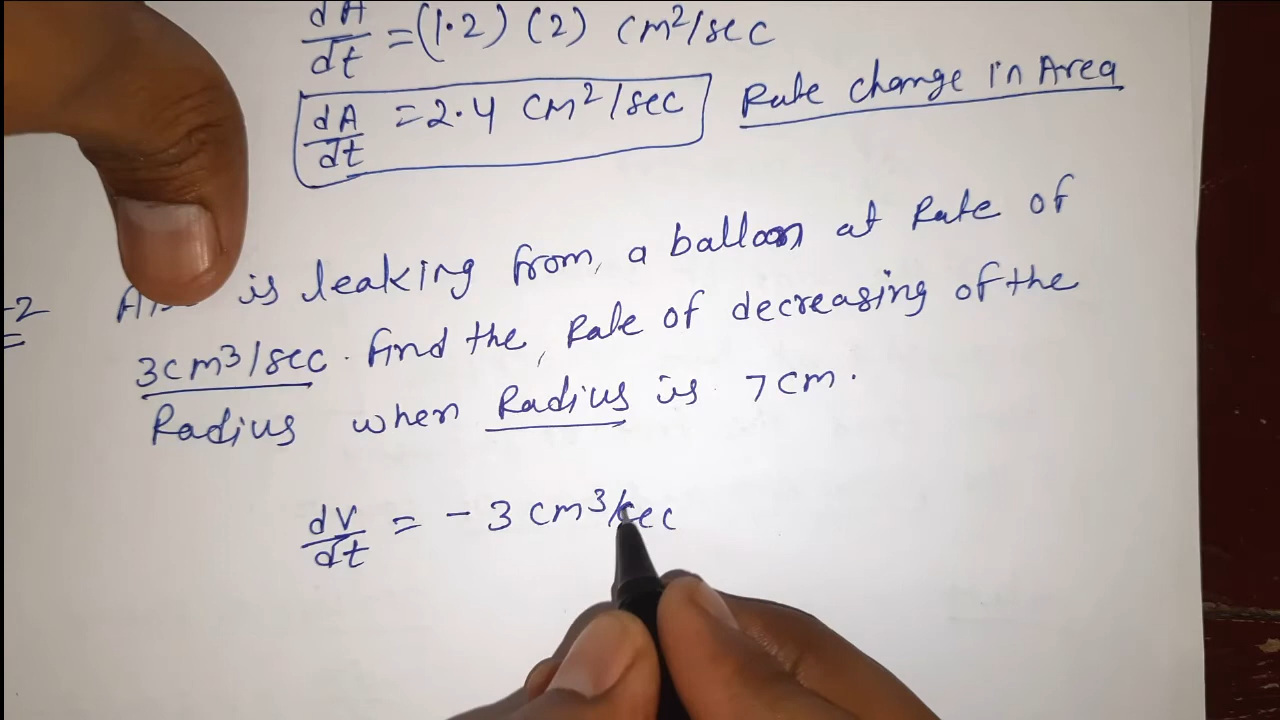 dA/dt = (1.2) (2) cm²/sec
dA/dt = 2.4 cm²/sec Rate change in Area
-2 is leaking from a balloon at Rate of
3cm³/sec. Find the Rate of decreasing of the
Radius when Radius is 7cm.
dV/dt = - 3 cm³/sec